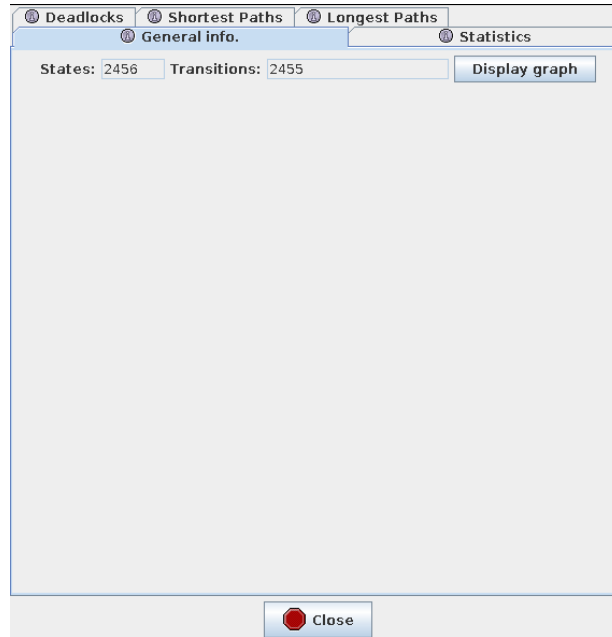 Deadlocks Shortest Paths Longest Paths
General info. Statistics
States: 2456 Transitions: 2455 Display graph
Close